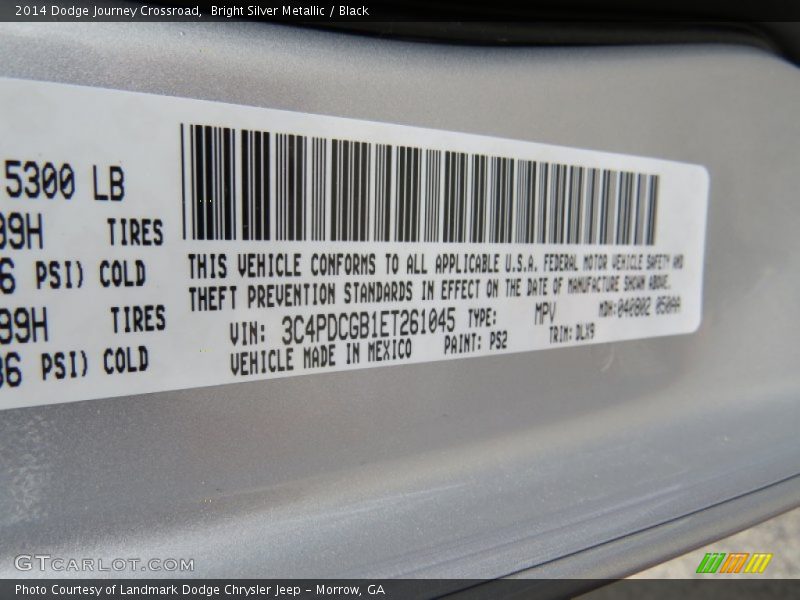 2014 Dodge Journey Crossroad, Bright Silver Metallic / Black
5300 LB
99H TIRES
6 PSI) COLD
99H TIRES
36 PSI) COLD
THIS VEHICLE CONFORMS TO ALL APPLICABLE U.S.A. FEDERAL MOTOR VEHICLE SAFETY AND
THEFT PREVENTION STANDARDS IN EFFECT ON THE DATE OF MANUFACTURE SHOWN ABOVE.
VIN: 3C4PDCGB1ET261045 TYPE: MPV MDH:040802 050AA
VEHICLE MADE IN MEXICO PAINT: PS2 TRIM: DLX9
GTCARLOT.COM
Photo Courtesy of Landmark Dodge Chrysler Jeep – Morrow, GA